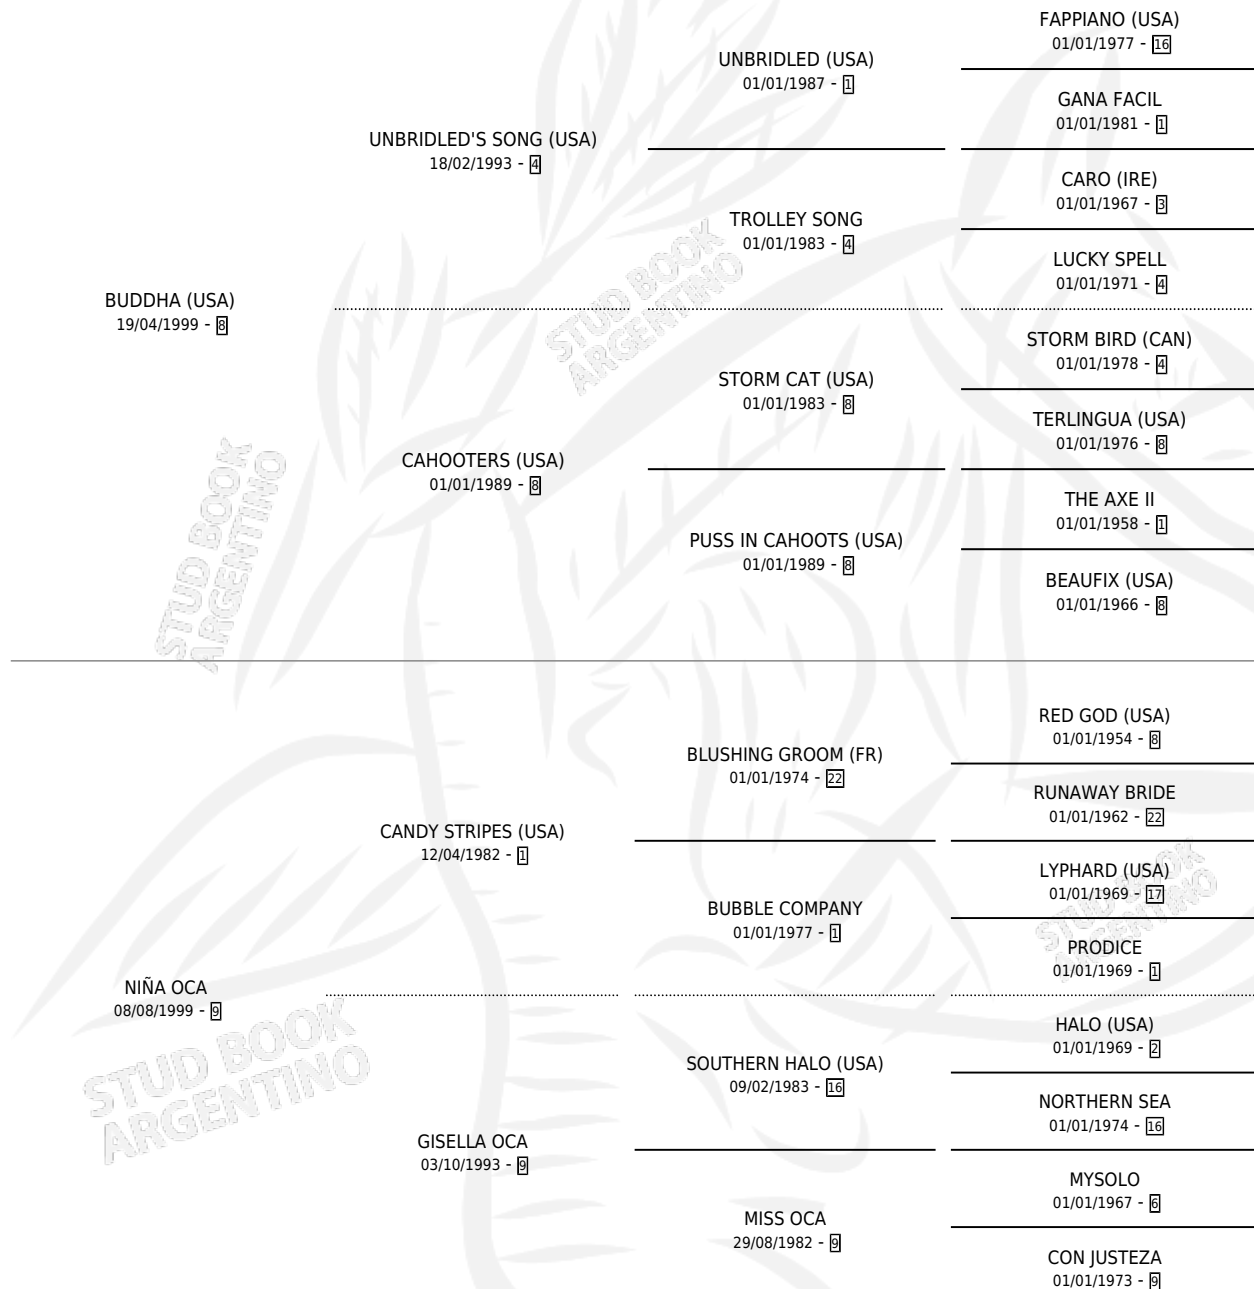 FAPPIANO (USA)
01/01/1977 - 16
UNBRIDLED (USA)
01/01/1987 - 1
GANA FACIL
01/01/1981 - 1
UNBRIDLED'S SONG (USA)
18/02/1993 - 4
CARO (IRE)
01/01/1967 - 3
TROLLEY SONG
01/01/1983 - 4
LUCKY SPELL
01/01/1971 - 4
BUDDHA (USA)
19/04/1999 - 8
STORM BIRD (CAN)
01/01/1978 - 4
STORM CAT (USA)
01/01/1983 - 8
TERLINGUA (USA)
01/01/1976 - 8
CAHOOTERS (USA)
01/01/1989 - 8
THE AXE II
01/01/1958 - 1
PUSS IN CAHOOTS (USA)
01/01/1989 - 8
BEAUFIX (USA)
01/01/1966 - 8
RED GOD (USA)
01/01/1954 - 8
BLUSHING GROOM (FR)
01/01/1974 - 22
RUNAWAY BRIDE
01/01/1962 - 22
CANDY STRIPES (USA)
12/04/1982 - 1
LYPHARD (USA)
01/01/1969 - 17
BUBBLE COMPANY
01/01/1977 - 1
PRODICE
01/01/1969 - 1
NIÑA OCA
08/08/1999 - 9
HALO (USA)
01/01/1969 - 2
SOUTHERN HALO (USA)
09/02/1983 - 16
NORTHERN SEA
01/01/1974 - 16
GISELLA OCA
03/10/1993 - 9
MYSOLO
01/01/1967 - 6
MISS OCA
29/08/1982 - 9
CON JUSTEZA
01/01/1973 - 9
STUD BOOK
ARGENTINO
STUD BOOK
ARGENTINO
STUD BOOK
ARGENTINO
STUD BOOK
ARGENTINO